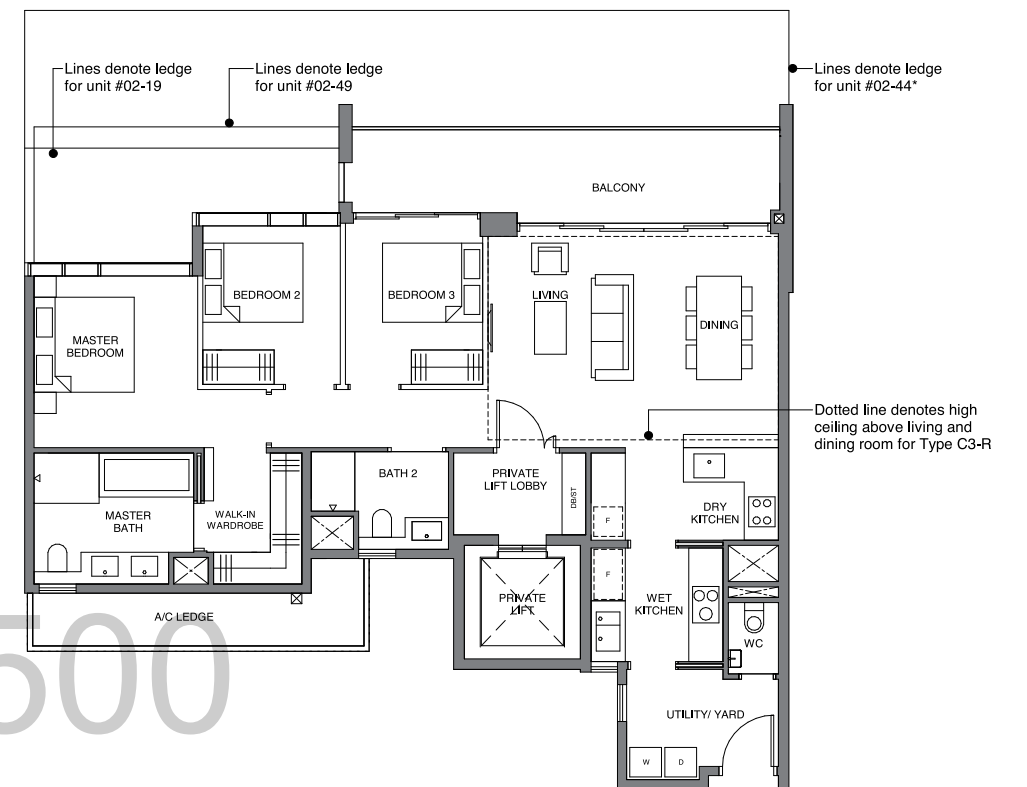 Lines denote ledge
for unit #02-19
Lines denote ledge
for unit #02-49
Lines denote ledge
for unit #02-44*
BALCONY
BEDROOM 2
BEDROOM 3
LIVING
DINING
MASTER
BEDROOM
Dotted line denotes high
ceiling above living and
dining room for Type C3-R
BATH 2
PRIVATE
LIFT LOBBY
DB/ST
MASTER
BATH
WALK-IN
WARDROBE
F
DRY
KITCHEN
F
PRIVATE
LIFT
WET
KITCHEN
A/C LEDGE
WC
500
UTILITY/ YARD
W
D